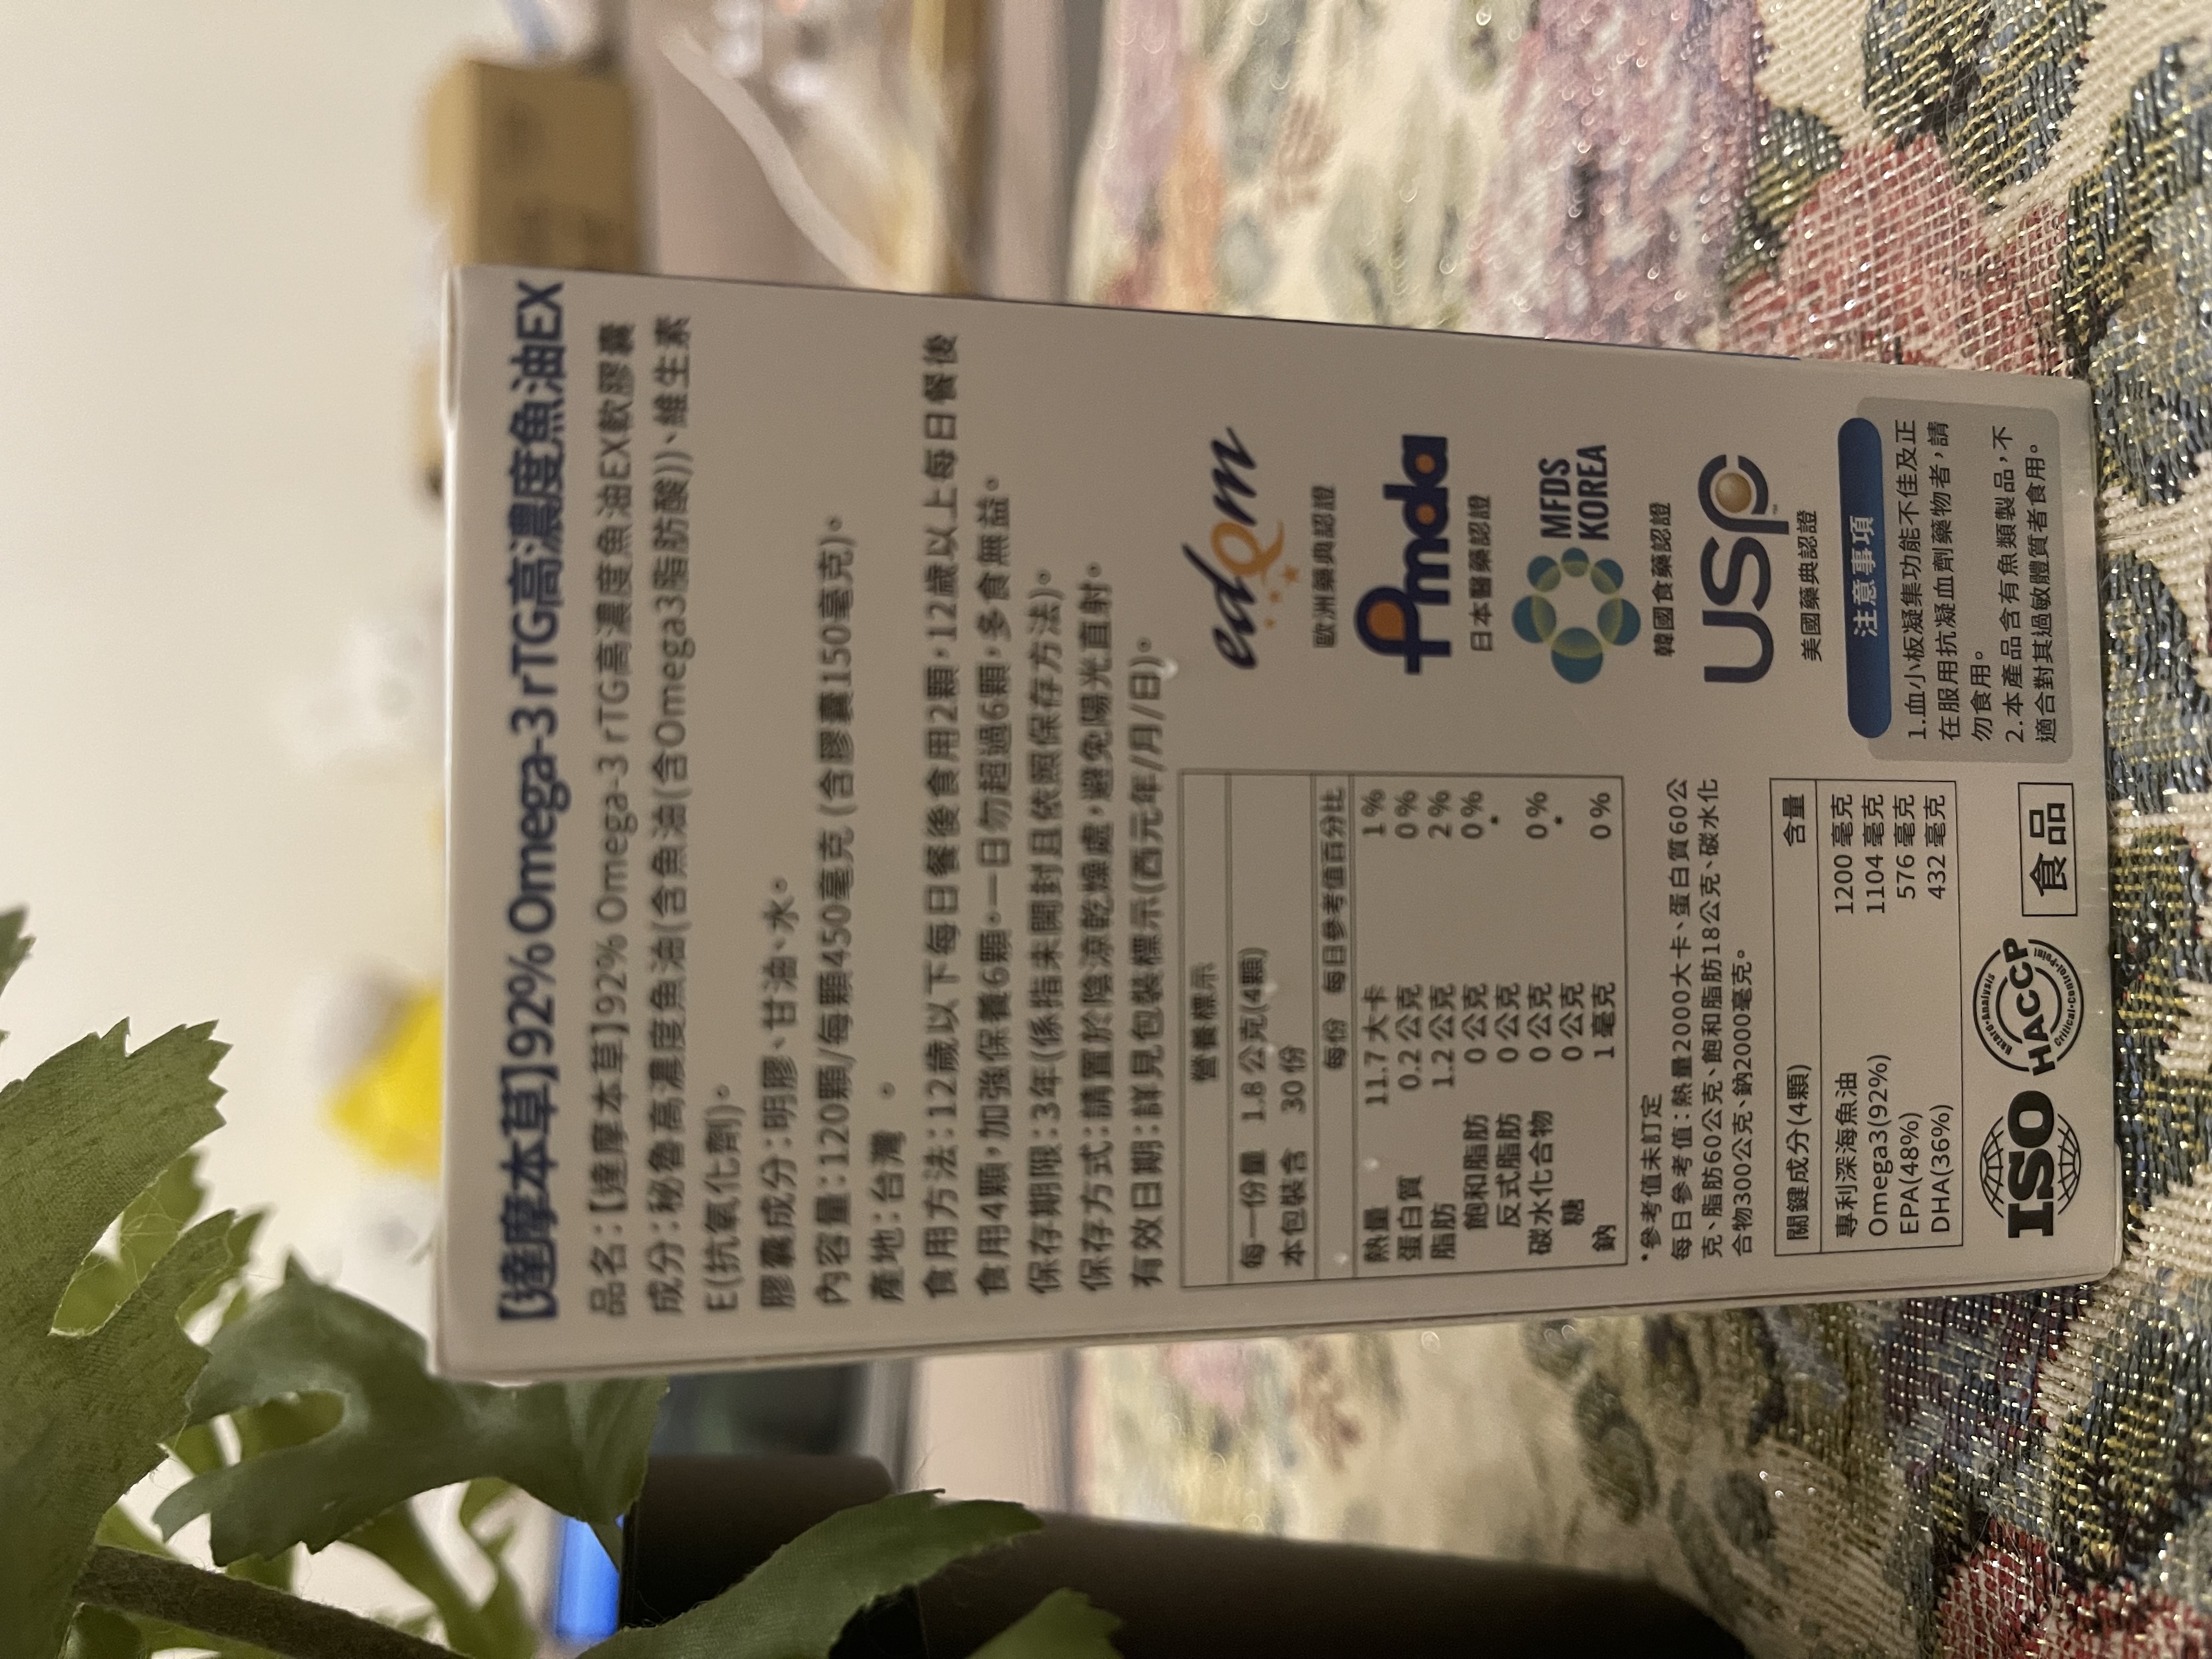 【達摩本草】92% Omega-3 rTG高濃度魚油EX
品名：【達摩本草】92% Omega-3 rTG高濃度魚油EX軟膠囊
成分：秘魯高濃度魚油(含魚油(含Omega3脂肪酸))、維生素
E(抗氧化劑)。
膠囊成分：明膠、甘油、水。
內容量：120顆/每顆450毫克 (含膠囊150毫克)。
產地：台灣 。
食用方法：12歲以下每日餐後食用2顆，12歲以上每日餐後
食用4顆，加強保養6顆。一日勿超過6顆，多食無益。
保存期限：3年(係指未開封且依照保存方法)。
保存方式：請置於陰涼乾燥處，避免陽光直射。
有效日期：詳見包裝標示(西元年/月/日)。
營養標示
每一份量 1.8 公克(4顆)
本包裝含 30 份
每份 每日參考值百分比
熱量 11.7 大卡 1%
蛋白質 0.2 公克 0%
脂肪 1.2 公克 2%
飽和脂肪 0 公克 0%
反式脂肪 0 公克 *
碳水化合物 0 公克 0%
糖 0 公克 *
鈉 1 毫克 0%
*參考值未訂定
每日參考值：熱量2000大卡、蛋白質60公
克、脂肪60公克、飽和脂肪18公克、碳水化
合物300公克、鈉2000毫克。
關鍵成分(4顆) 含量
專利深海魚油 1200 毫克
Omega3(92%) 1104 毫克
EPA(48%) 576 毫克
DHA(36%) 432 毫克
ISO
Hazard•Analysis
HACCP
Critical•Control•Point
食品
edQm
歐洲藥典認證
Pmda
日本醫藥認證
MFDS
KOREA
韓國食藥認證
USP
美國藥典認證
注意事項
1.血小板凝集功能不佳及正
在服用抗凝血劑藥物者，請
勿食用。
2.本產品含有魚類製品，不
適合對其過敏體質者食用。